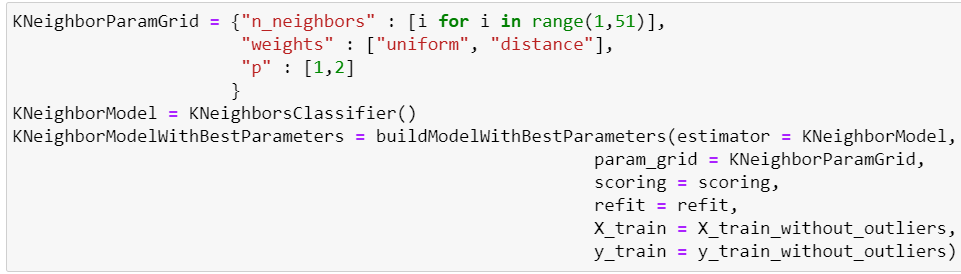 KNeighborParamGrid = {"n_neighbors" : [i for i in range(1,51)],
"weights" : ["uniform", "distance"],
"p" : [1,2]
}
KNeighborModel = KNeighborsClassifier()
KNeighborModelWithBestParameters = buildModelWithBestParameters(estimator = KNeighborModel,
param_grid = KNeighborParamGrid,
scoring = scoring,
refit = refit,
X_train = X_train_without_outliers,
y_train = y_train_without_outliers)